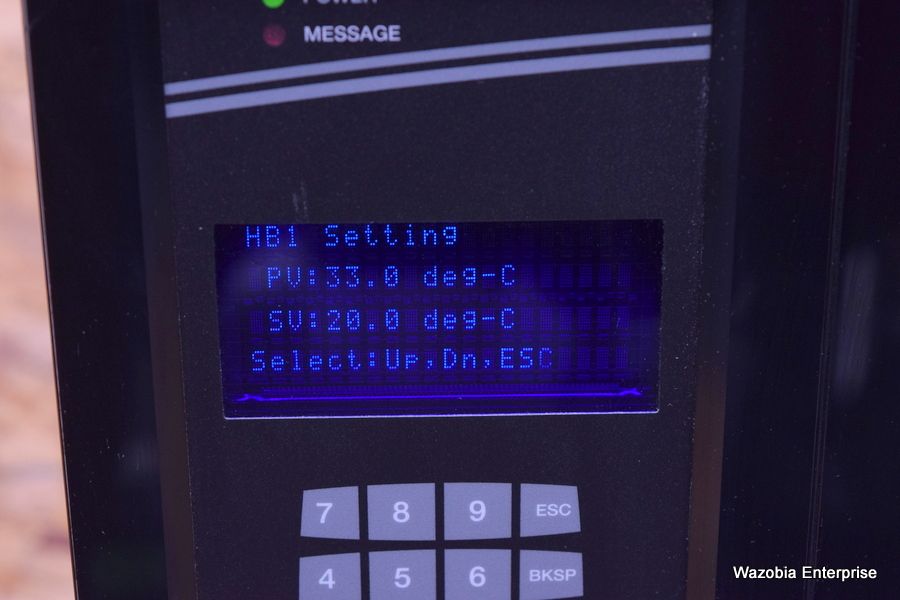 POWER
MESSAGE
HB1 Setting
PV:33.0 deg-C
SV:20.0 deg-C
Select:Up,Dn,ESC
7 8 9 ESC
4 5 6 BKSP
Wazobia Enterprise